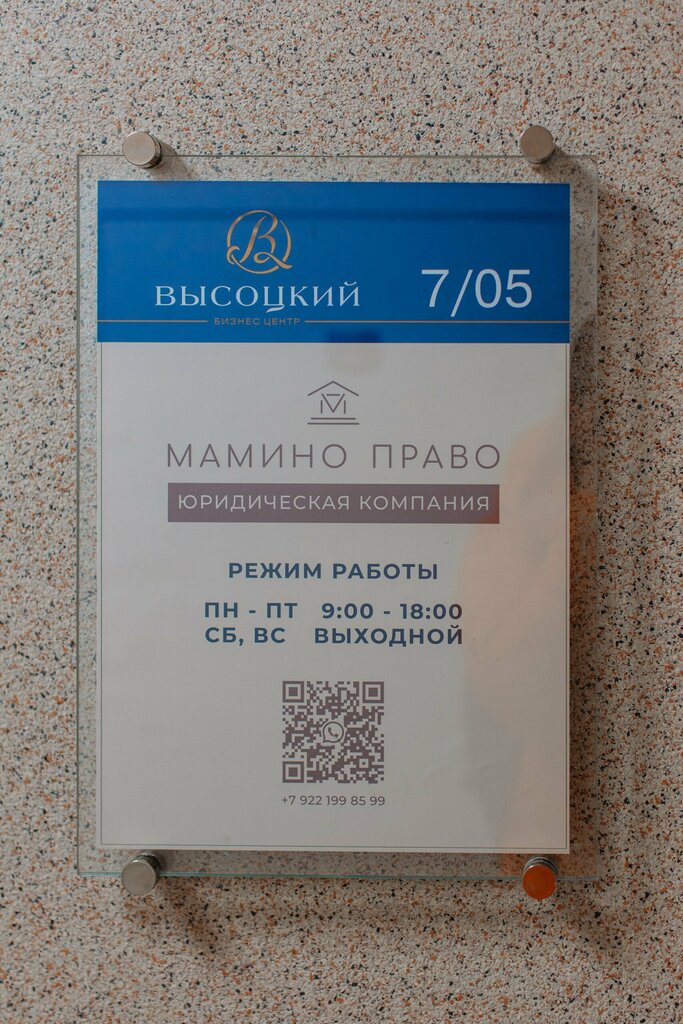 ВЫСОЦКИЙ
БИЗНЕС ЦЕНТР
7/05
МАМИНО ПРАВО
ЮРИДИЧЕСКАЯ КОМПАНИЯ
РЕЖИМ РАБОТЫ
ПН - ПТ 9:00 - 18:00
СБ, ВС ВЫХОДНОЙ
+7 922 199 85 99